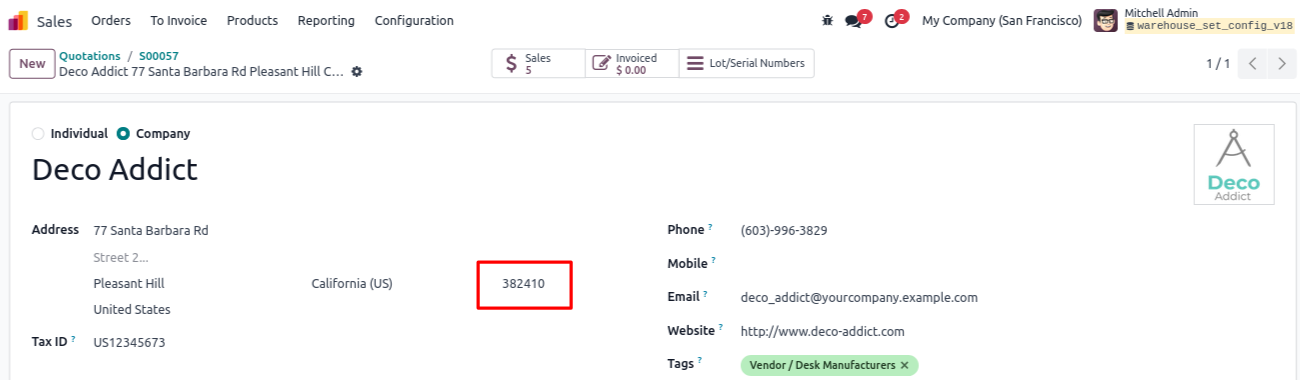 Sales Orders To Invoice Products Reporting Configuration 7 2 My Company (San Francisco) Mitchell Admin
warehouse_set_config_v18
New Quotations / S00057
Deco Addict 77 Santa Barbara Rd Pleasant Hill C...
Sales
5
Invoiced
$ 0.00
Lot/Serial Numbers
1 / 1
Individual Company
Deco Addict
Deco
Addict
Address 77 Santa Barbara Rd
Street 2...
Pleasant Hill California (US) 382410
United States
Tax ID ? US12345673
Phone ? (603)-996-3829
Mobile ?
Email ? deco_addict@yourcompany.example.com
Website ? http://www.deco-addict.com
Tags ? Vendor / Desk Manufacturers ×